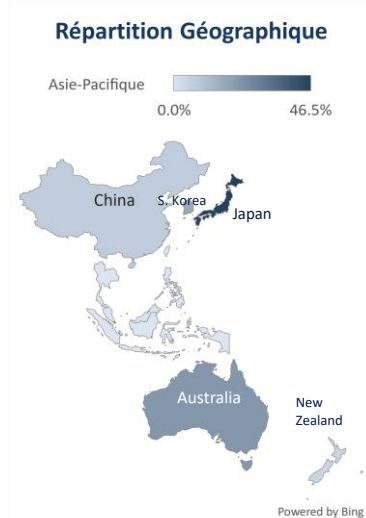 Répartition Géographique
Asie-Pacifique
0.0%
46.5%
China
S. Korea
Japan
Australia
New
Zealand
Powered by Bing